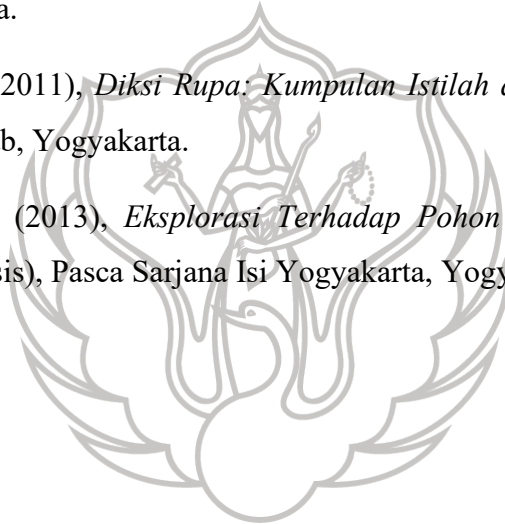 a.
2011), Diksi Rupa: Kumpulan Istilah
b, Yogyakarta.
(2013), Eksplorasi Terhadap Pohon
sis), Pasca Sarjana Isi Yogyakarta, Yogy